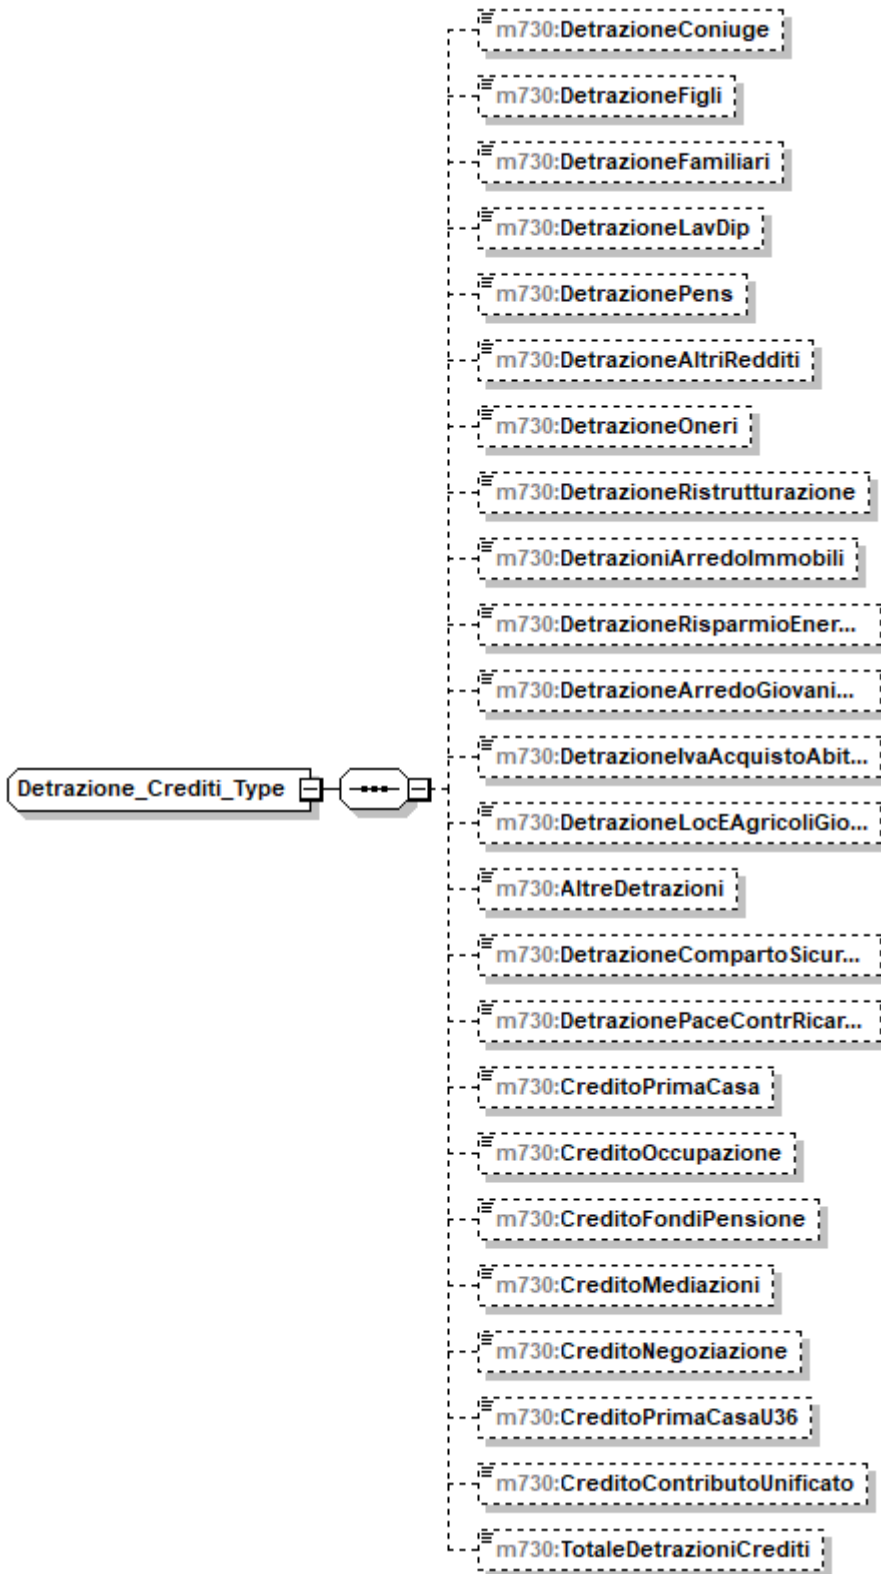 m730:DetrazioneConiuge
m730:DetrazioneFigli
m730:DetrazioneFamiliari
m730:DetrazioneLavDip
m730:DetrazionePens
m730:DetrazioneAltriRedditi
m730:DetrazioneOneri
m730:DetrazioneRistrutturazione
m730:DetrazioniArredoImmobili
m730:DetrazioneRisparmioEner...
m730:DetrazioneArredoGiovani...
m730:DetrazioneIvaAcquistoAbit...
Detrazione_Crediti_Type
m730:DetrazioneLocEAgricoliGio...
m730:AltreDetrazioni
m730:DetrazioneCompartoSicur...
m730:DetrazionePaceContrRicar...
m730:CreditoPrimaCasa
m730:CreditoOccupazione
m730:CreditoFondiPensione
m730:CreditoMediazioni
m730:CreditoNegoziazione
m730:CreditoPrimaCasaU36
m730:CreditoContributoUnificato
m730:TotaleDetrazioniCrediti